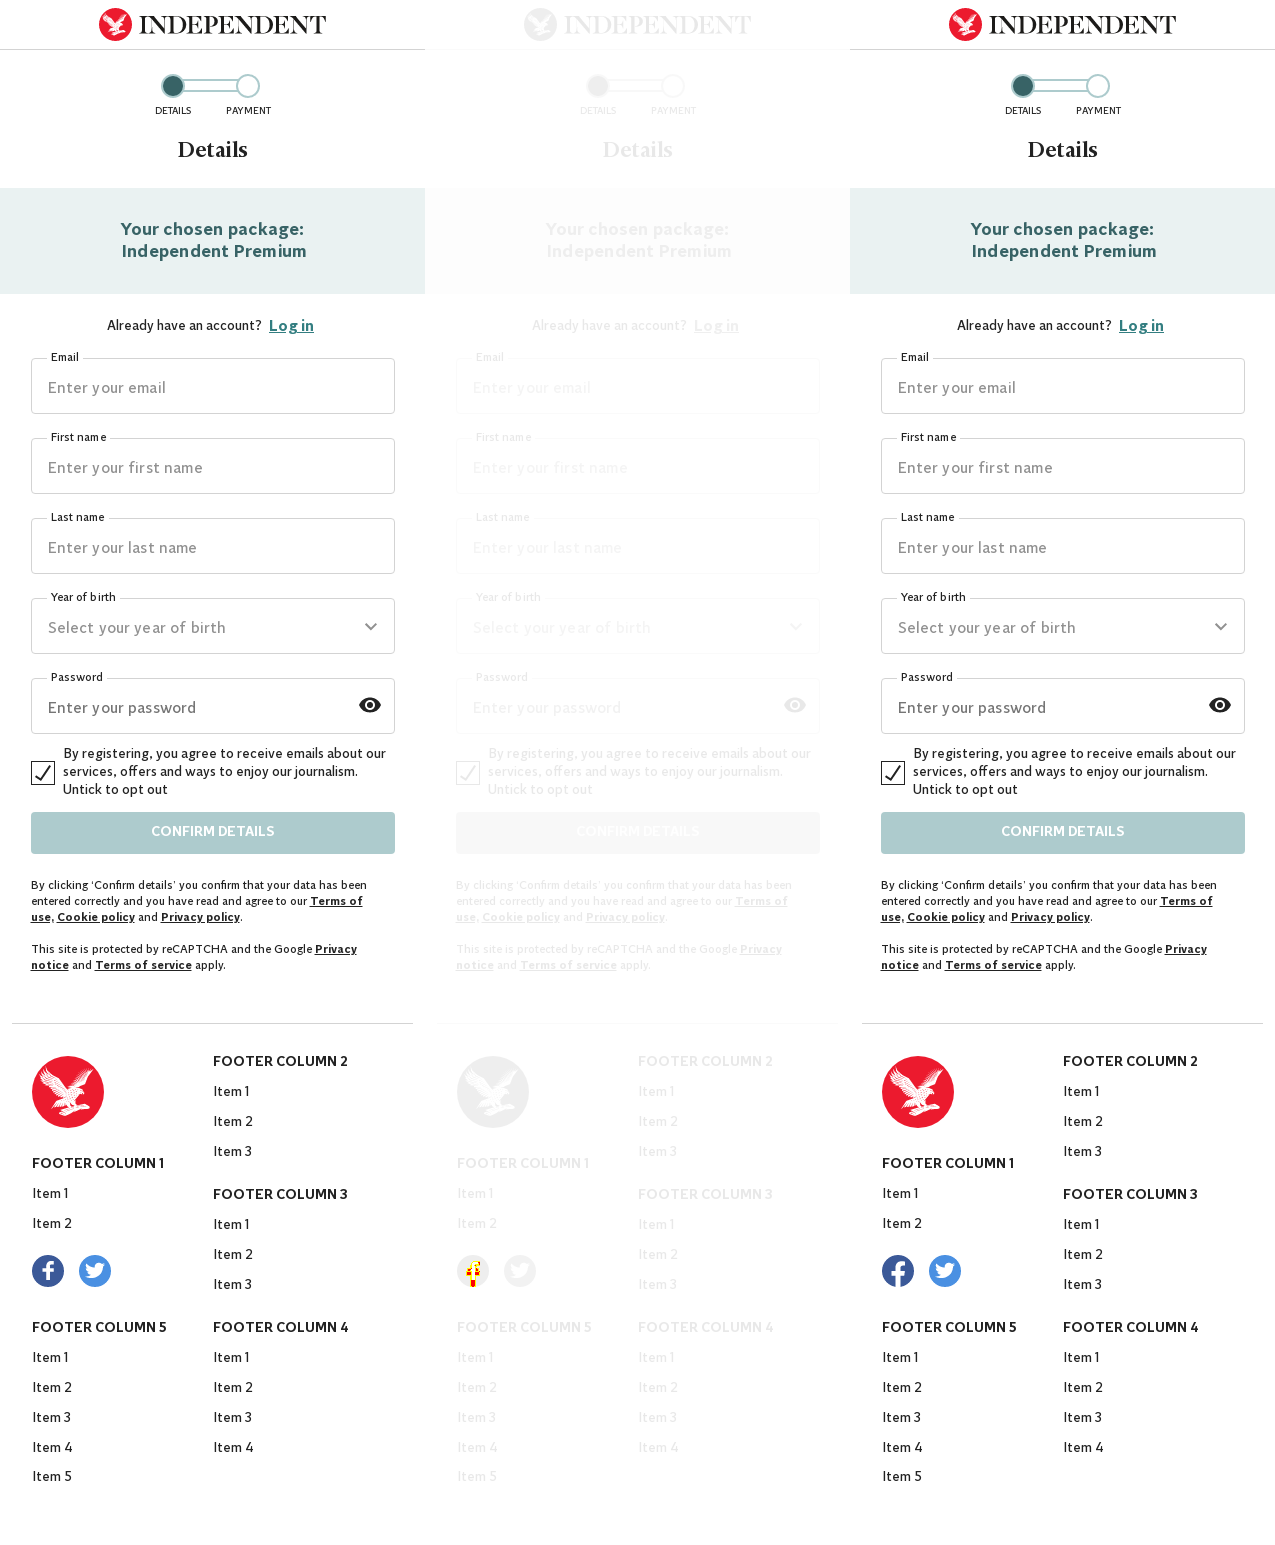 INDEPENDENT
DETAILS PAYMENT
Details
Your chosen package:
Independent Premium
Already have an account? Log in
Email
Enter your email
First name
Enter your first name
Last name
Enter your last name
Year of birth
Select your year of birth
Password
Enter your password
By registering, you agree to receive emails about our
services, offers and ways to enjoy our journalism.
Untick to opt out
CONFIRM DETAILS
By clicking ‘Confirm details’ you confirm that your data has been
entered correctly and you have read and agree to our Terms of
use, Cookie policy and Privacy policy.
This site is protected by reCAPTCHA and the Google Privacy
notice and Terms of service apply.
FOOTER COLUMN 1
Item 1
Item 2
FOOTER COLUMN 5
Item 1
Item 2
Item 3
Item 4
Item 5
FOOTER COLUMN 2
Item 1
Item 2
Item 3
FOOTER COLUMN 3
Item 1
Item 2
Item 3
FOOTER COLUMN 4
Item 1
Item 2
Item 3
Item 4
INDEPENDENT
DETAILS PAYMENT
Details
Your chosen package:
Independent Premium
Already have an account? Log in
Email
Enter your email
First name
Enter your first name
Last name
Enter your last name
Year of birth
Select your year of birth
Password
Enter your password
By registering, you agree to receive emails about our
services, offers and ways to enjoy our journalism.
Untick to opt out
CONFIRM DETAILS
By clicking ‘Confirm details’ you confirm that your data has been
entered correctly and you have read and agree to our Terms of
use, Cookie policy and Privacy policy.
This site is protected by reCAPTCHA and the Google Privacy
notice and Terms of service apply.
FOOTER COLUMN 1
Item 1
Item 2
FOOTER COLUMN 5
Item 1
Item 2
Item 3
Item 4
Item 5
FOOTER COLUMN 2
Item 1
Item 2
Item 3
FOOTER COLUMN 3
Item 1
Item 2
Item 3
FOOTER COLUMN 4
Item 1
Item 2
Item 3
Item 4
INDEPENDENT
DETAILS PAYMENT
Details
Your chosen package:
Independent Premium
Already have an account? Log in
Email
Enter your email
First name
Enter your first name
Last name
Enter your last name
Year of birth
Select your year of birth
Password
Enter your password
By registering, you agree to receive emails about our
services, offers and ways to enjoy our journalism.
Untick to opt out
CONFIRM DETAILS
By clicking ‘Confirm details’ you confirm that your data has been
entered correctly and you have read and agree to our Terms of
use, Cookie policy and Privacy policy.
This site is protected by reCAPTCHA and the Google Privacy
notice and Terms of service apply.
FOOTER COLUMN 1
Item 1
Item 2
FOOTER COLUMN 5
Item 1
Item 2
Item 3
Item 4
Item 5
FOOTER COLUMN 2
Item 1
Item 2
Item 3
FOOTER COLUMN 3
Item 1
Item 2
Item 3
FOOTER COLUMN 4
Item 1
Item 2
Item 3
Item 4